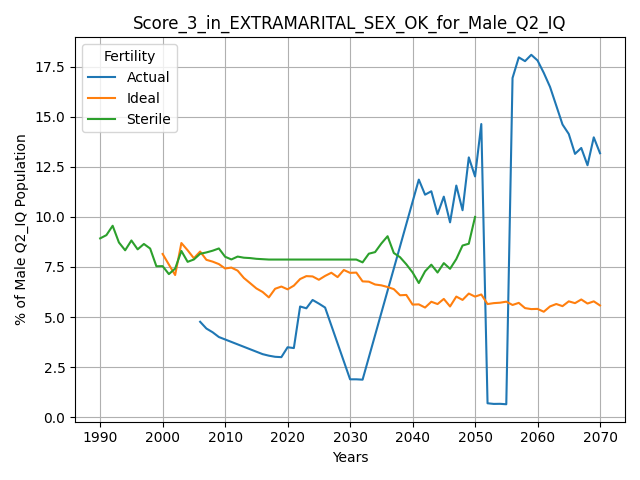 Score_3_in_EXTRAMARITAL_SEX_OK_for_Male_Q2_IQ
Fertility
Actual
Ideal
Sterile
% of Male Q2_IQ Population
17.5
15.0
12.5
10.0
7.5
5.0
2.5
0.0
1990 2000 2010 2020 2030 2040 2050 2060 2070
Years